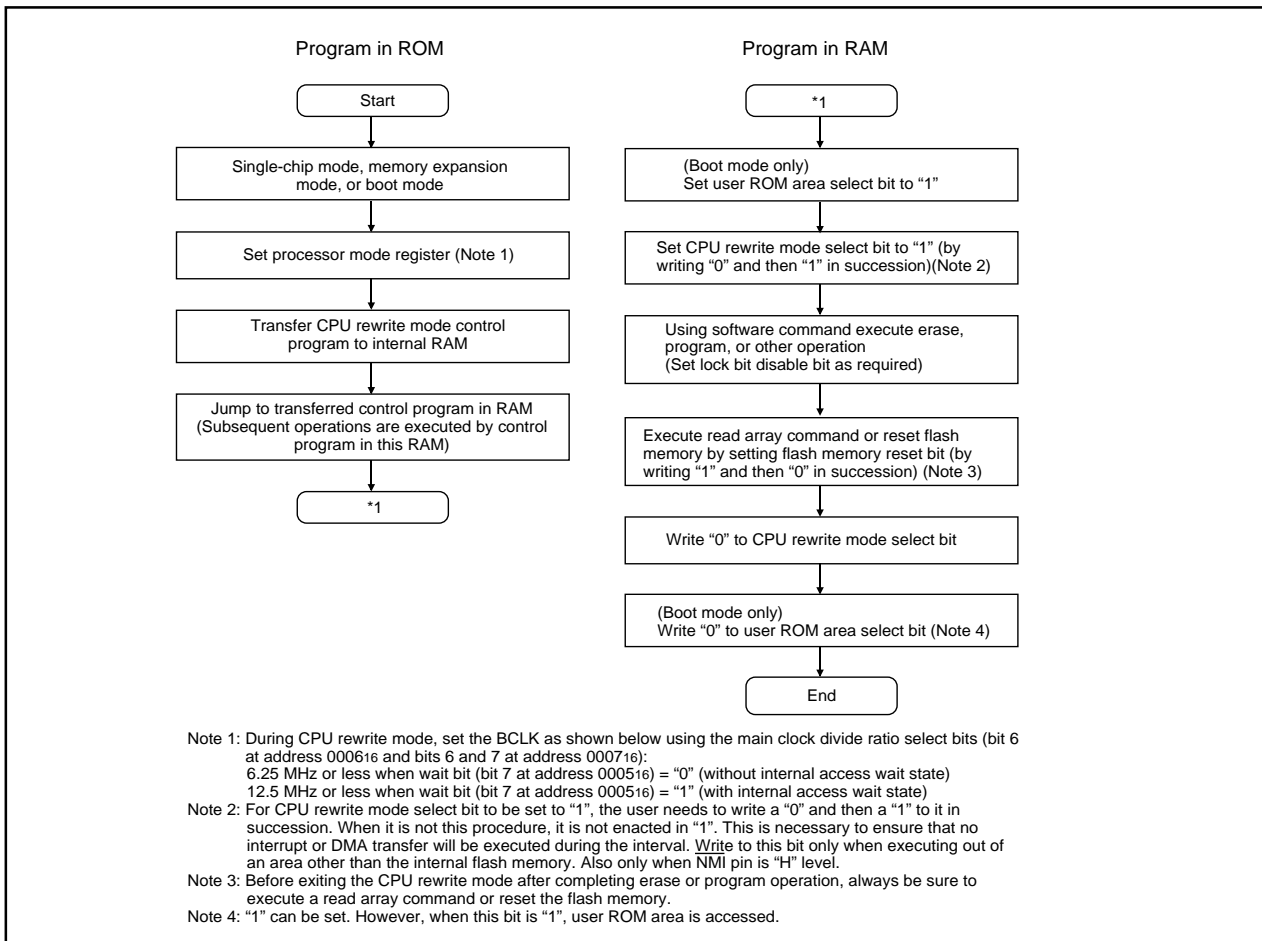 Program in ROM
Start
Single-chip mode, memory expansion
mode, or boot mode
Set processor mode register (Note 1)
Transfer CPU rewrite mode control
program to internal RAM
Jump to transferred control program in RAM
(Subsequent operations are executed by control
program in this RAM)
*1
Program in RAM
*1
(Boot mode only)
Set user ROM area select bit to “1”
Set CPU rewrite mode select bit to “1” (by
writing “0” and then “1” in succession)(Note 2)
Using software command execute erase,
program, or other operation
(Set lock bit disable bit as required)
Execute read array command or reset flash
memory by setting flash memory reset bit (by
writing “1” and then “0” in succession) (Note 3)
Write “0” to CPU rewrite mode select bit
(Boot mode only)
Write “0” to user ROM area select bit (Note 4)
End
Note 1: During CPU rewrite mode, set the BCLK as shown below using the main clock divide ratio select bits (bit 6
at address 000616 and bits 6 and 7 at address 000716):
6.25 MHz or less when wait bit (bit 7 at address 000516) = “0” (without internal access wait state)
12.5 MHz or less when wait bit (bit 7 at address 000516) = “1” (with internal access wait state)
Note 2: For CPU rewrite mode select bit to be set to “1”, the user needs to write a “0” and then a “1” to it in
succession. When it is not this procedure, it is not enacted in “1”. This is necessary to ensure that no
interrupt or DMA transfer will be executed during the interval. Write to this bit only when executing out of
an area other than the internal flash memory. Also only when NMI pin is “H” level.
Note 3: Before exiting the CPU rewrite mode after completing erase or program operation, always be sure to
execute a read array command or reset the flash memory.
Note 4: “1” can be set. However, when this bit is “1”, user ROM area is accessed.